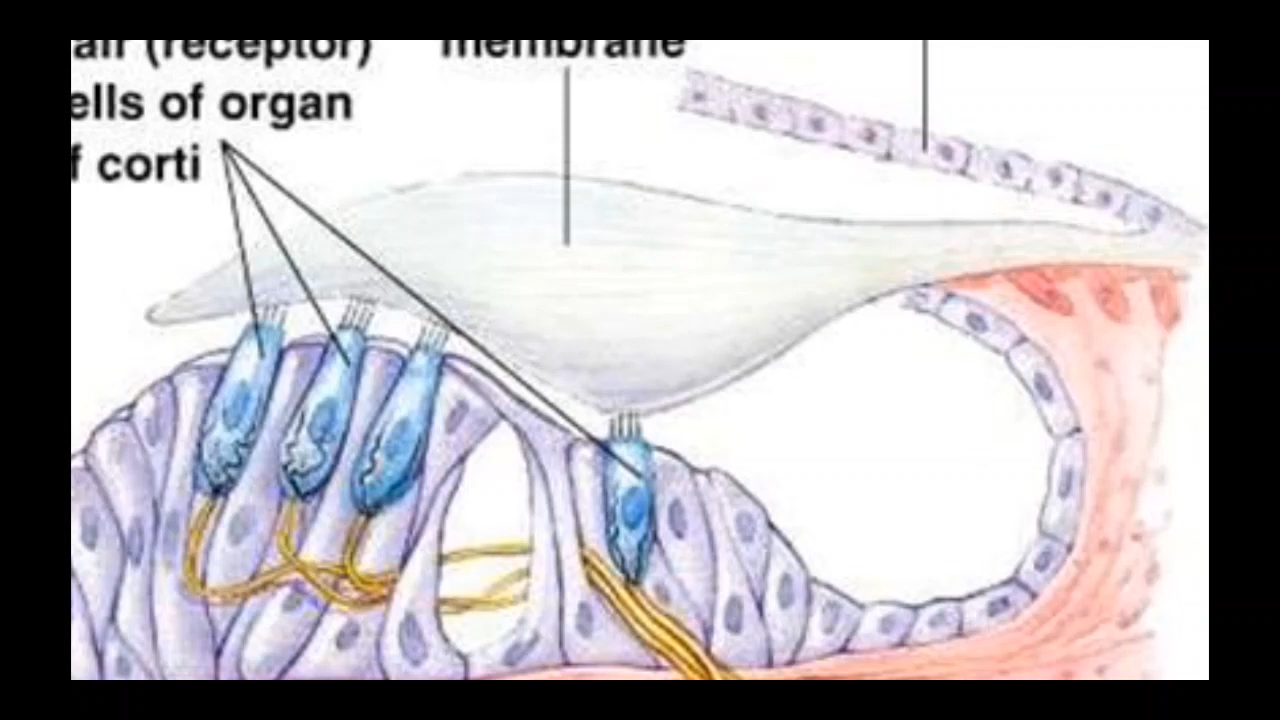 air (receptor)
ells of organ
f corti
membrane